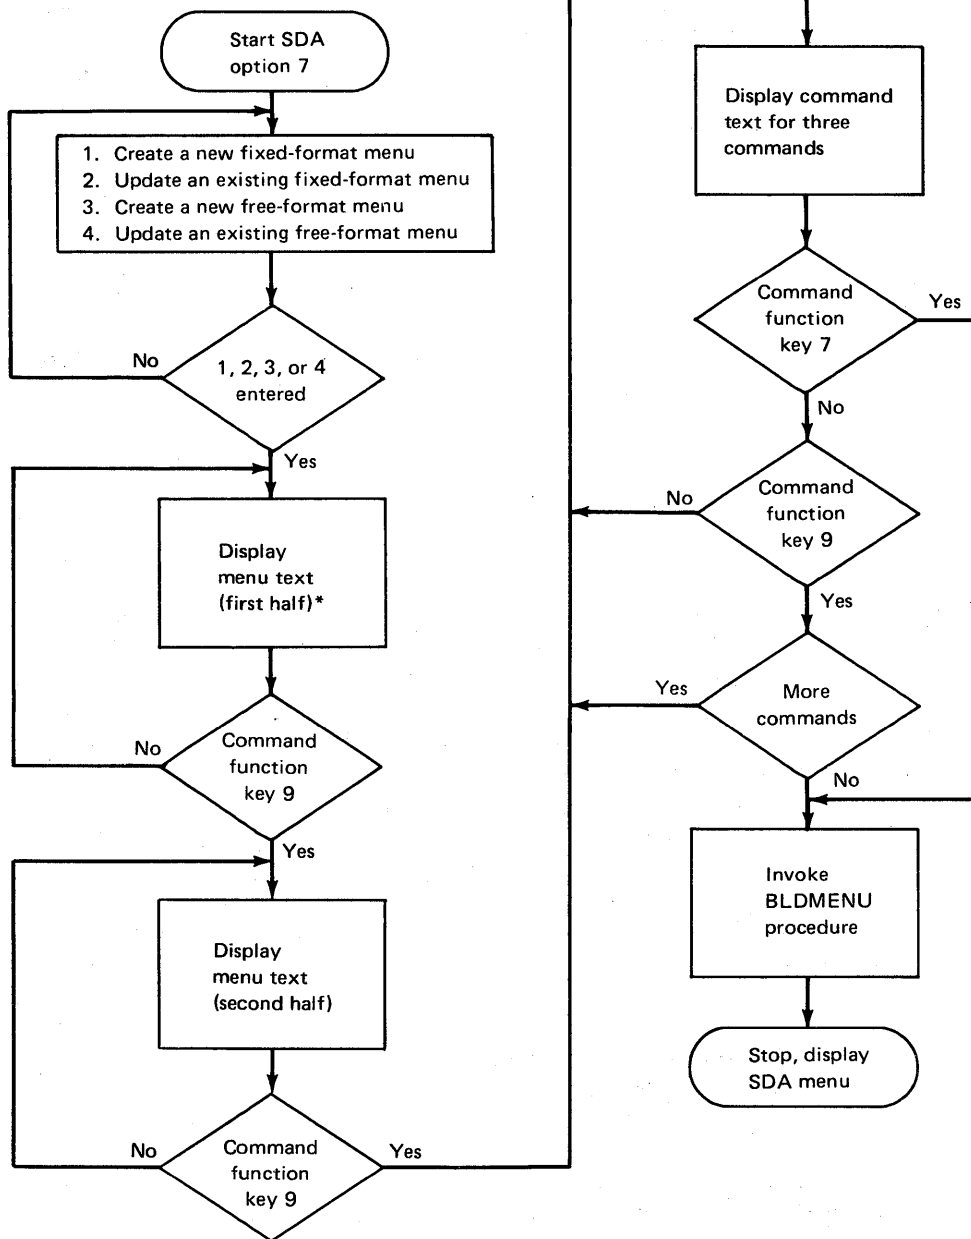 Start SDA
option 7
1. Create a new fixed-format menu
2. Update an existing fixed-format menu
3. Create a new free-format menu
4. Update an existing free-format menu
No
1, 2, 3, or 4
entered
Yes
Display
menu text
(first half)*
No
Command
function
key 9
Yes
Display
menu text
(second half)
No
Command
function
key 9
Yes
Display command
text for three
commands
Command
function
key 7
Yes
No
No
Command
function
key 9
Yes
Yes
More
commands
No
Invoke
BLDMENU
procedure
Stop, display
SDA menu